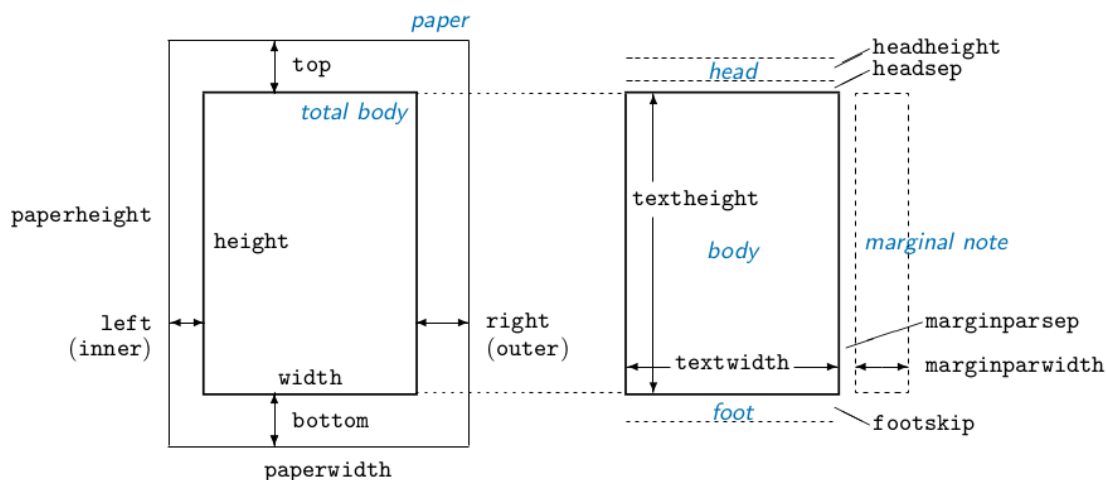 paper
top
total body
paperheight
height
left
(inner)
right
(outer)
width
bottom
paperwidth
headheight
head
headsep
textheight
body
marginal note
marginparsep
textwidth
marginparwidth
foot
footskip